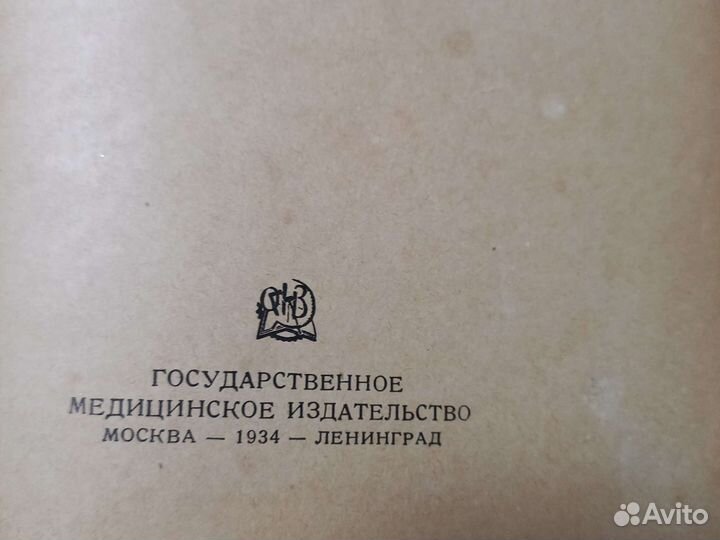 ГОСУДАРСТВЕННОЕ
МЕДИЦИНСКОЕ ИЗДАТЕЛЬСТВО
МОСКВА — 1934 — ЛЕНИНГРАД
Avito